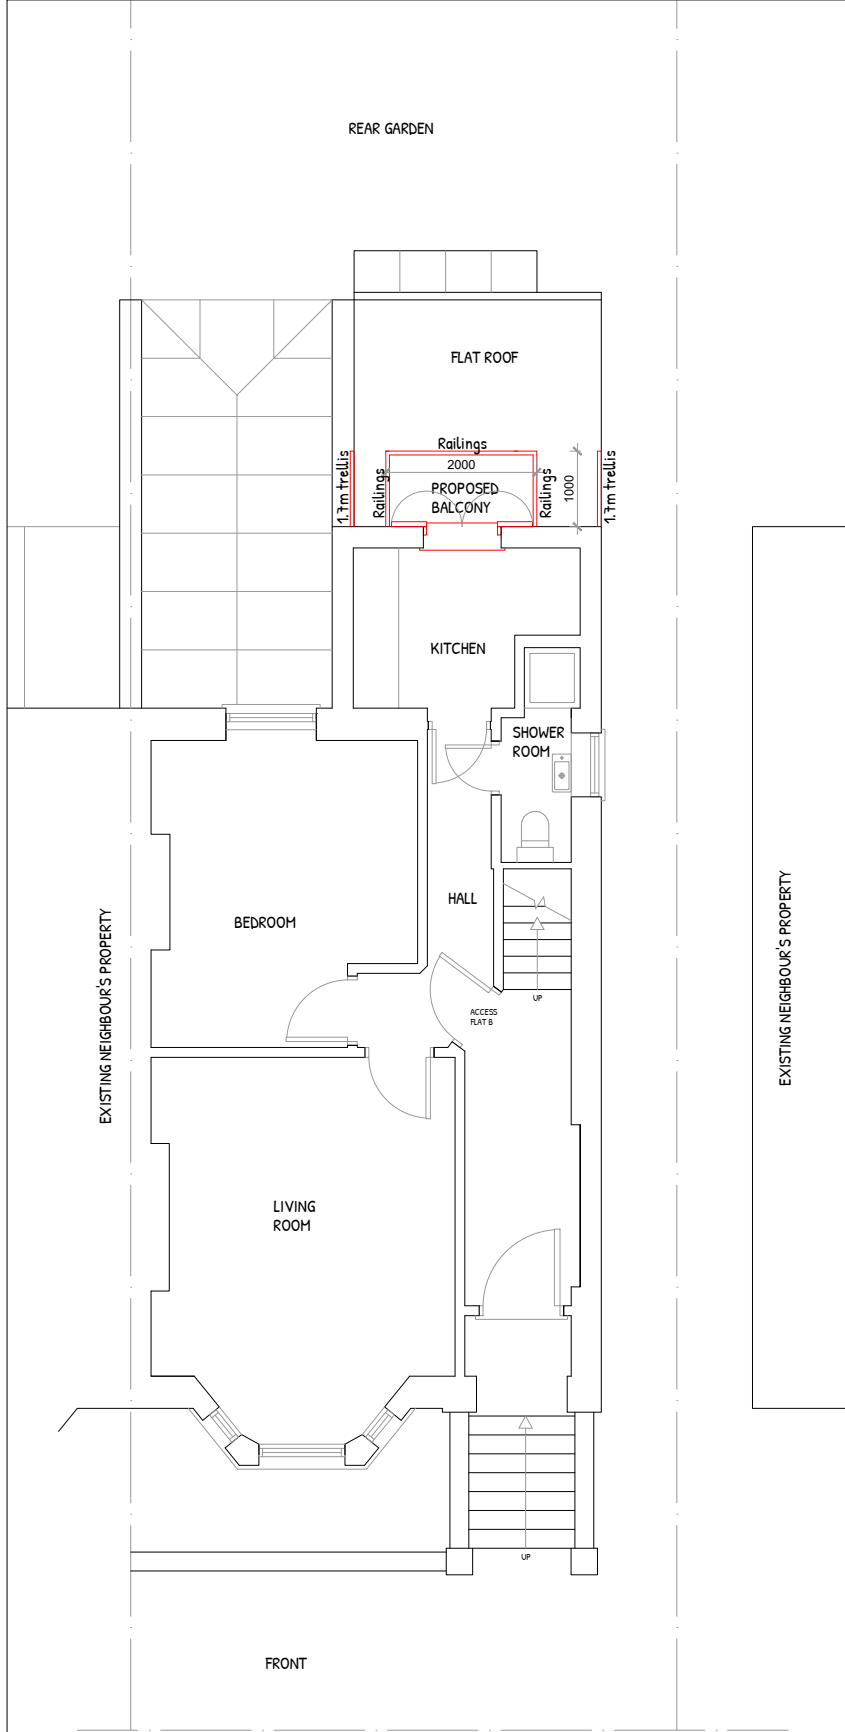 REAR GARDEN
FLAT ROOF
Railings
2000
1.7m trellis
Railings
PROPOSED
BALCONY
Railings
1000
1.7m trellis
KITCHEN
SHOWER
ROOM
HALL
BEDROOM
UP
ACCESS
FLAT B
EXISTING NEIGHBOUR'S PROPERTY
EXISTING NEIGHBOUR'S PROPERTY
LIVING
ROOM
UP
FRONT